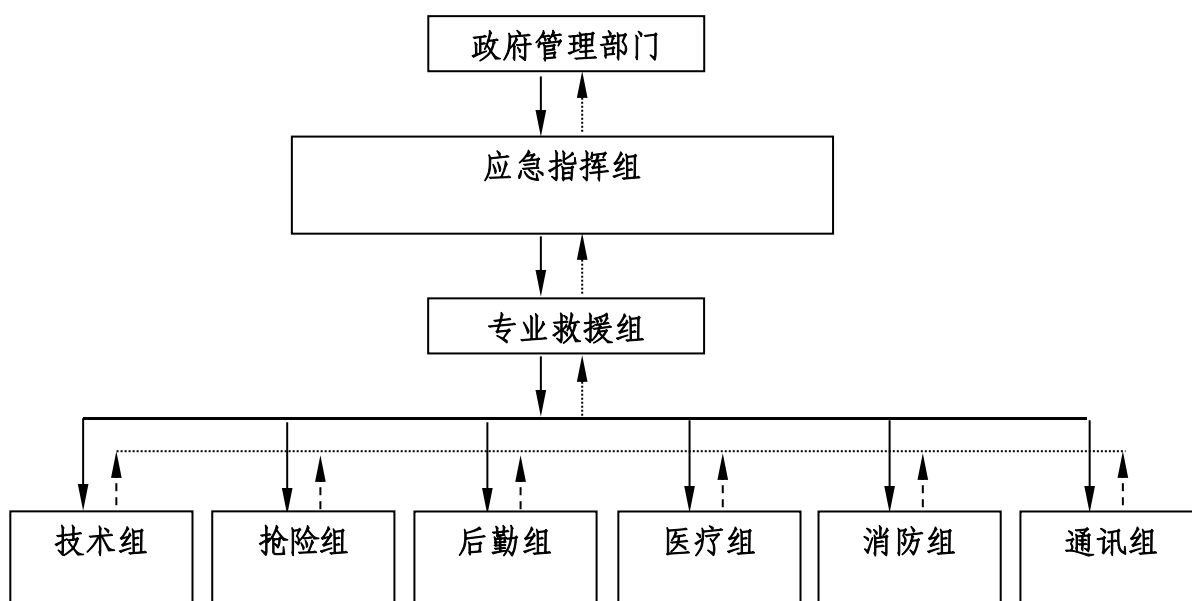 政府管理部门
应急指挥组
专业救援组
技术组
抢险组
后勤组
医疗组
消防组
通讯组